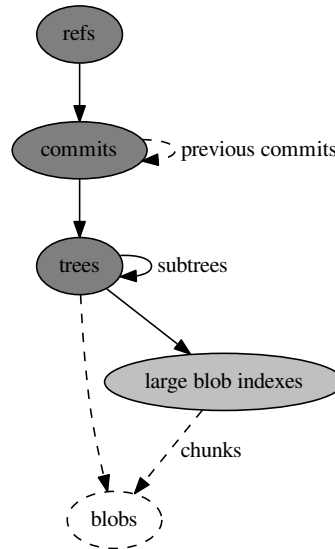 refs
commits
previous commits
trees
subtrees
large blob indexes
chunks
blobs